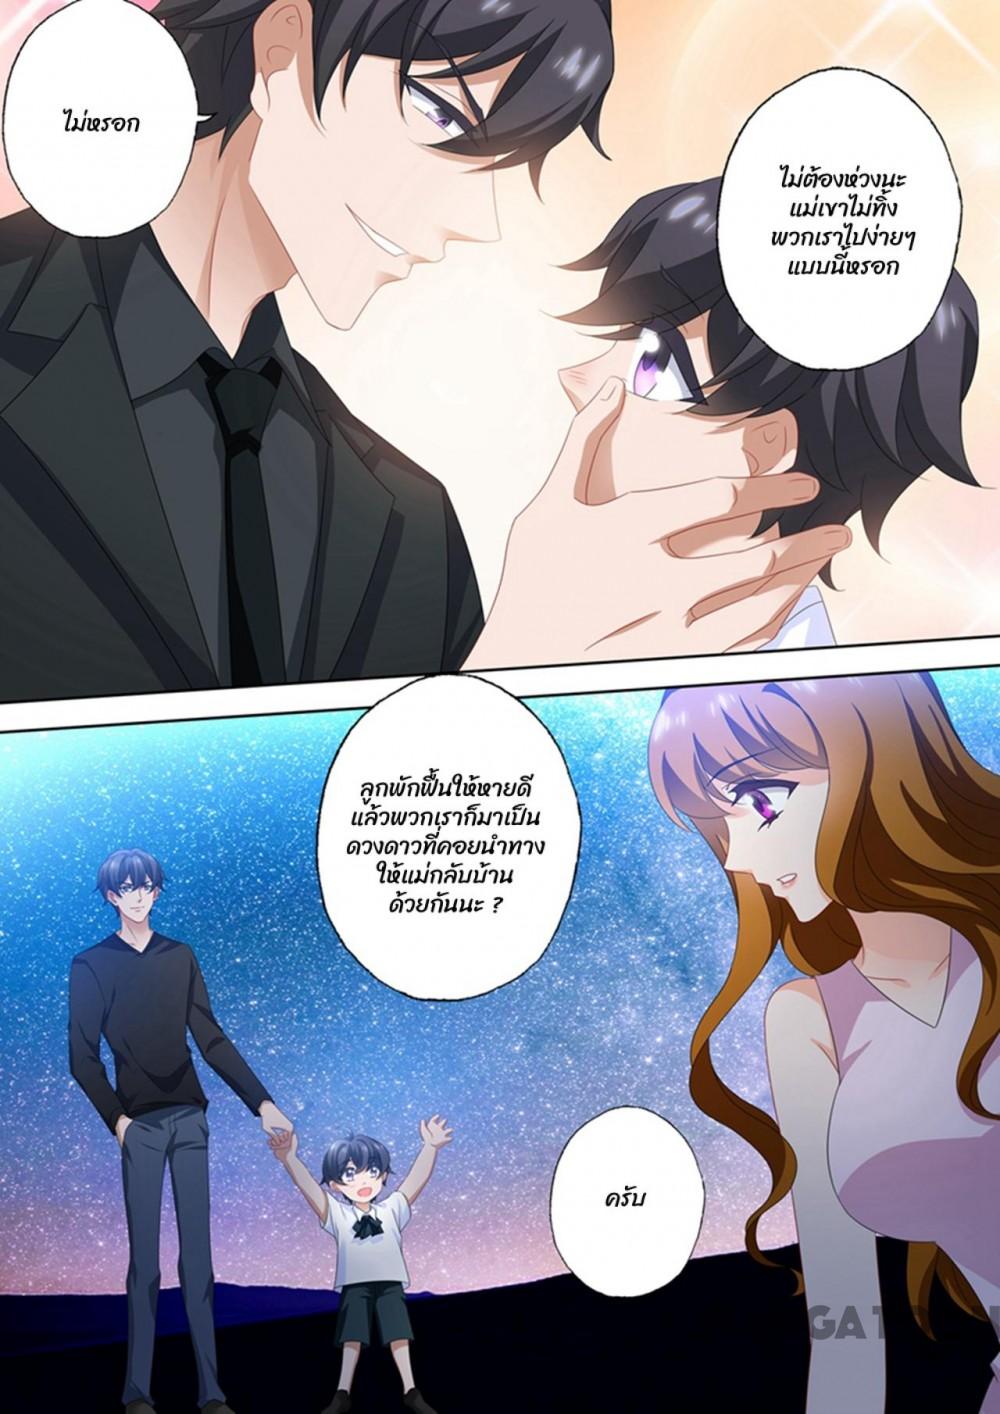 ไม่หรอก
ไม่ต้องห่วงนะ
แม่เขาไม่ทิ้ง
พวกเราไปง่ายๆ
แบบนี้หรอก
ลูกพักฟื้นให้หายดี
แล้วพวกเราก็มาเป็น
ดวงดาวที่คอยนำทาง
ให้แม่กลับบ้าน
ด้วยกันนะ ?
ครับ